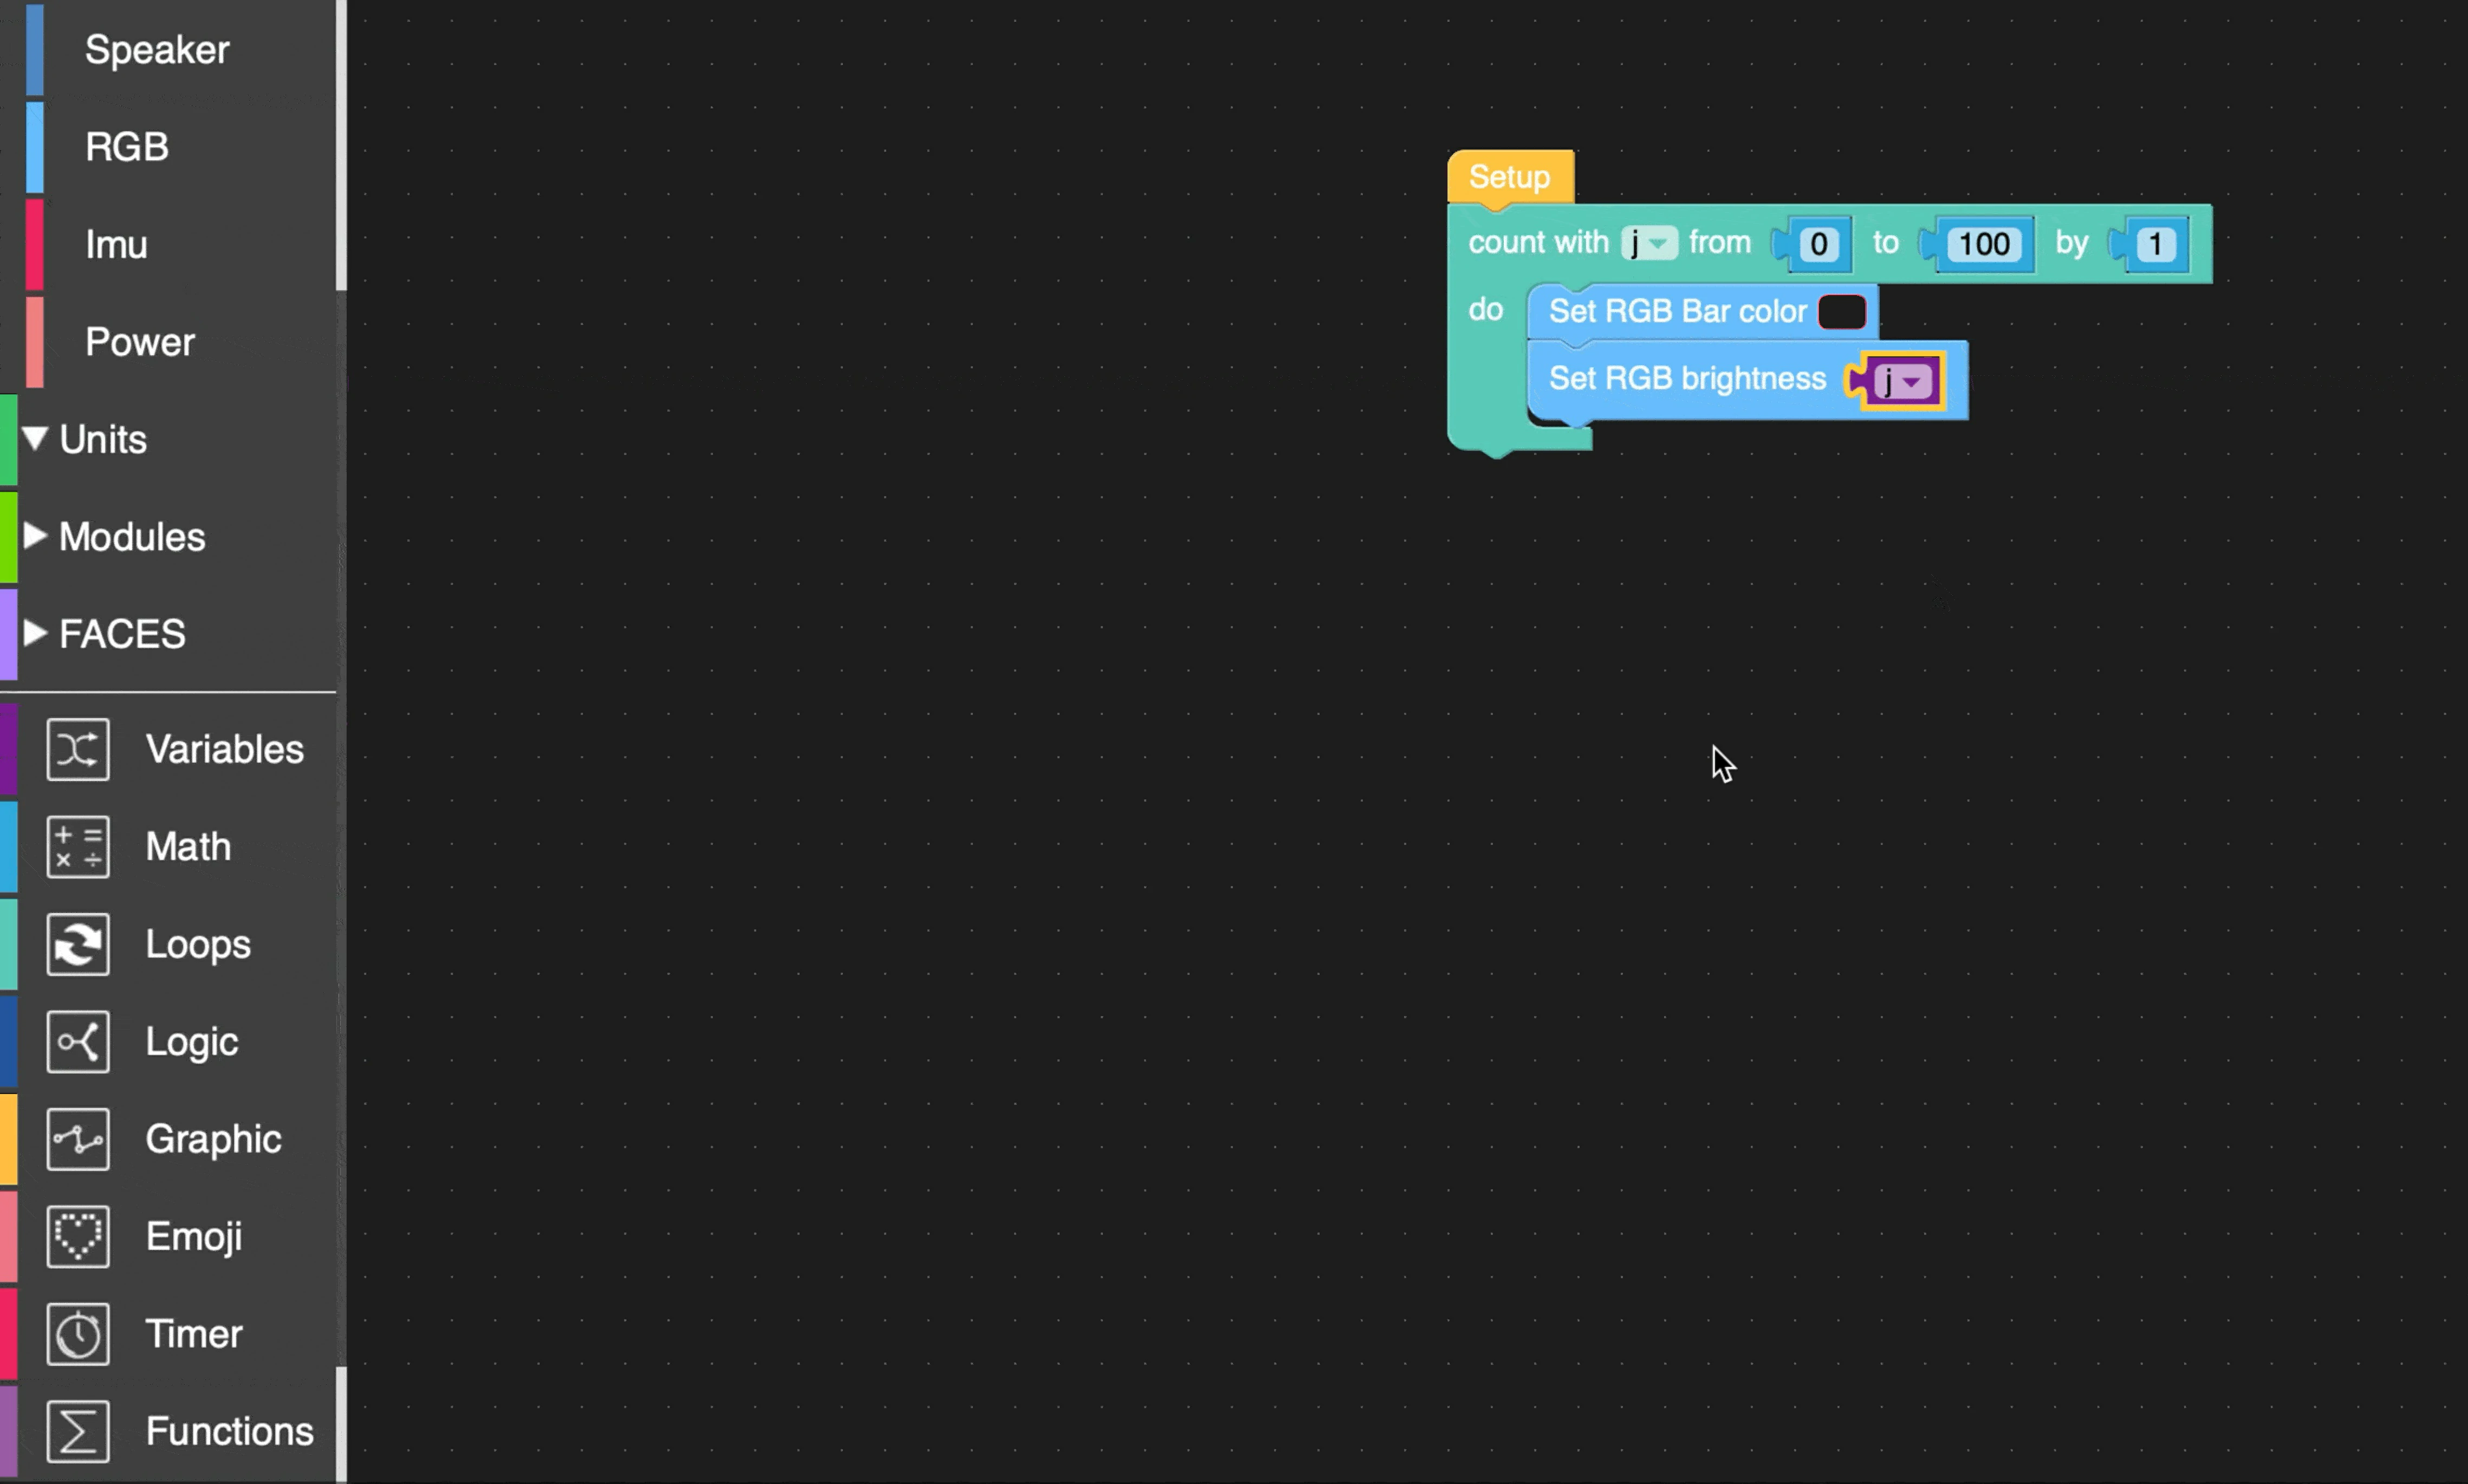 Speaker
RGB
Imu
Power
Units
Modules
FACES
Variables
Math
Loops
Logic
Graphic
Emoji
Timer
Functions
Setup
count with j from 0 to 100 by 1
do Set RGB Bar color
Set RGB brightness j